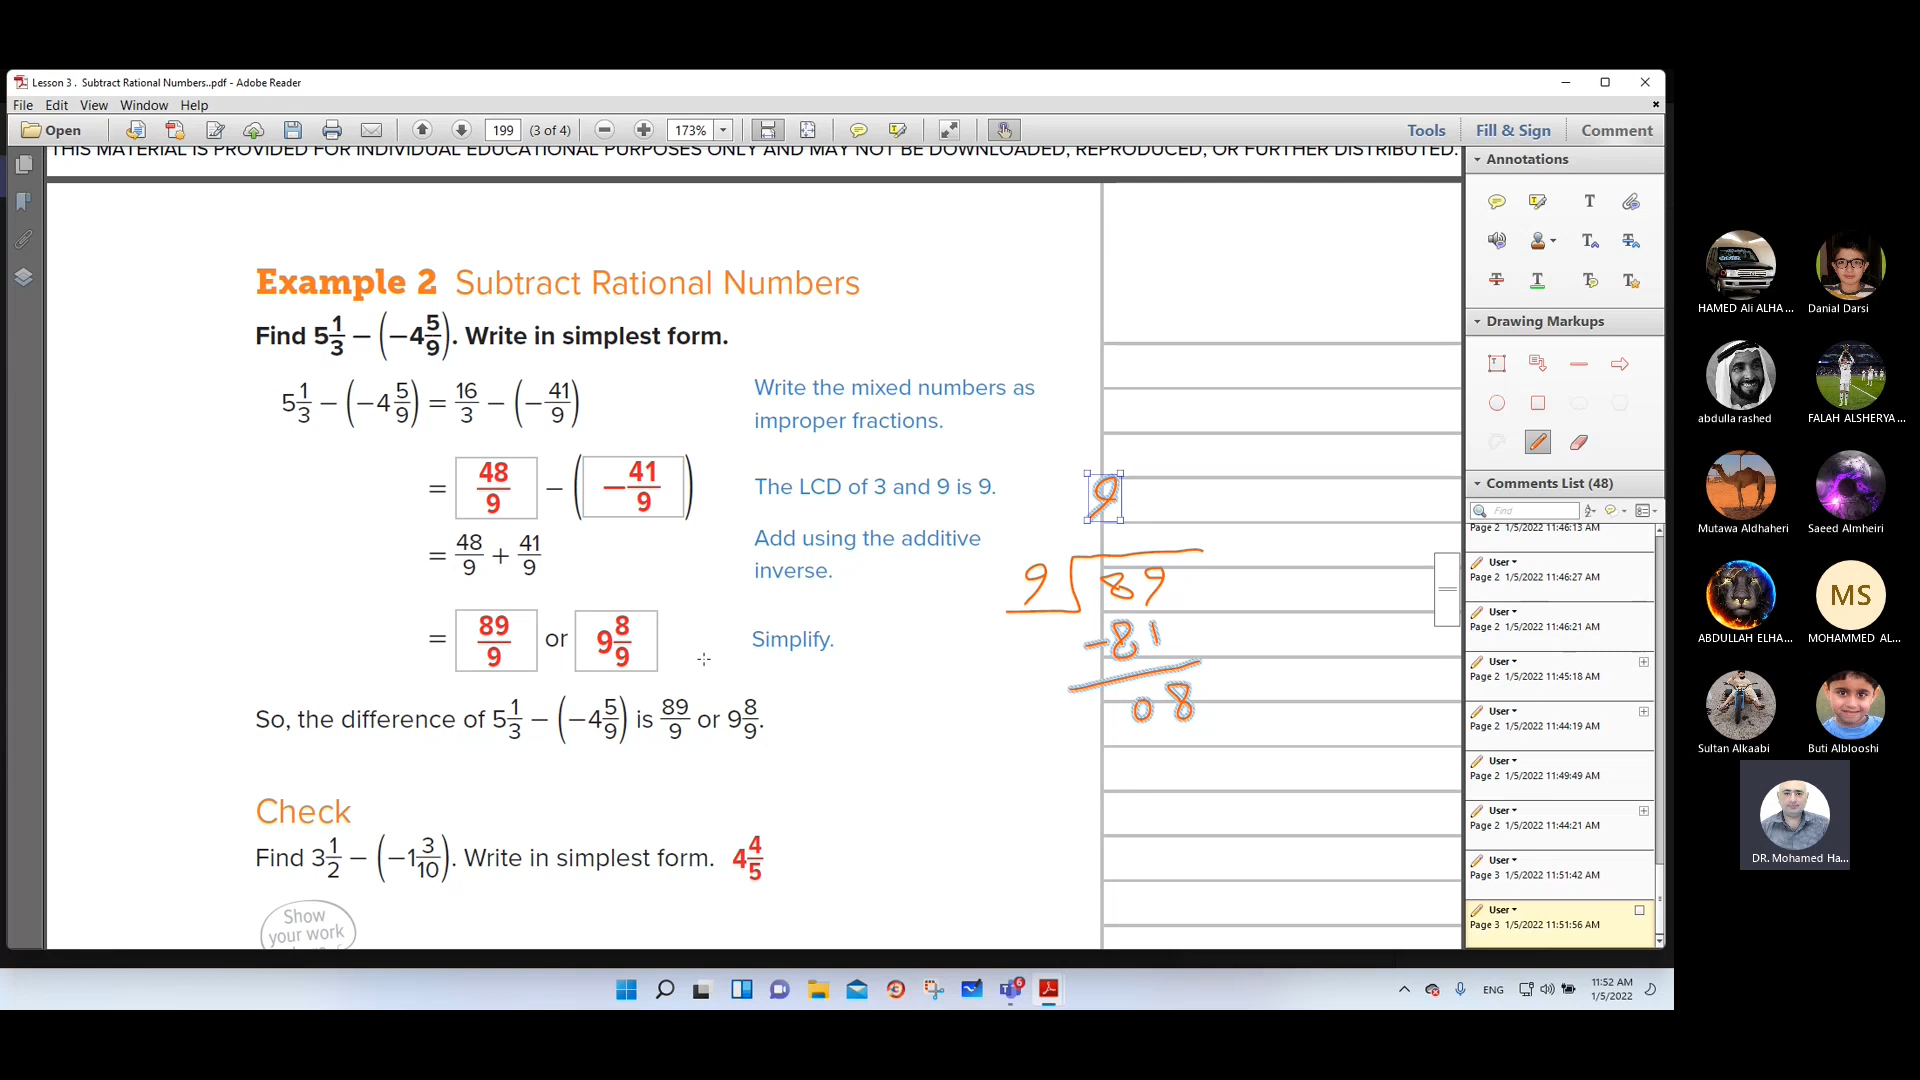 Lesson 3 . Subtract Rational Numbers..pdf - Adobe Reader
File Edit View Window Help
Open 199 (3 of 4) 173% Tools Fill & Sign Comment
THIS MATERIAL IS PROVIDED FOR INDIVIDUAL EDUCATIONAL PURPOSES ONLY AND MAY NOT BE DOWNLOADED, REPRODUCED, OR FURTHER DISTRIBUTED.
Example 2 Subtract Rational Numbers
Find 5 1/3 − (−4 5/9). Write in simplest form.
5 1/3 − (−4 5/9) = 16/3 − (− 41/9)
Write the mixed numbers as
improper fractions.
= 48/9 − (− 41/9)
The LCD of 3 and 9 is 9.
= 48/9 + 41/9
Add using the additive
inverse.
= 89/9 or 9 8/9
Simplify.
So, the difference of 5 1/3 − (−4 5/9) is 89/9 or 9 8/9.
Check
Find 3 1/2 − (−1 3/10). Write in simplest form. 4 4/5
Show
your work
9
9 89
-81
08
Annotations
T
Drawing Markups
Comments List (48)
Find
Page 2 1/5/2022 11:46:13 AM
User
Page 2 1/5/2022 11:46:27 AM
User
Page 2 1/5/2022 11:46:21 AM
User
Page 2 1/5/2022 11:45:18 AM
User
Page 2 1/5/2022 11:44:19 AM
User
Page 2 1/5/2022 11:49:49 AM
User
Page 2 1/5/2022 11:44:21 AM
User
Page 3 1/5/2022 11:51:42 AM
User
Page 3 1/5/2022 11:51:56 AM
HAMED Ali ALHA...
Danial Darsi
abdulla rashed
FALAH ALSHERYA...
Mutawa Aldhaheri
Saeed Almheiri
ABDULLAH ELHA...
MS
MOHAMMED AL...
Sultan Alkaabi
Buti Alblooshi
DR. Mohamed Ha...
6
ENG
11:52 AM
1/5/2022